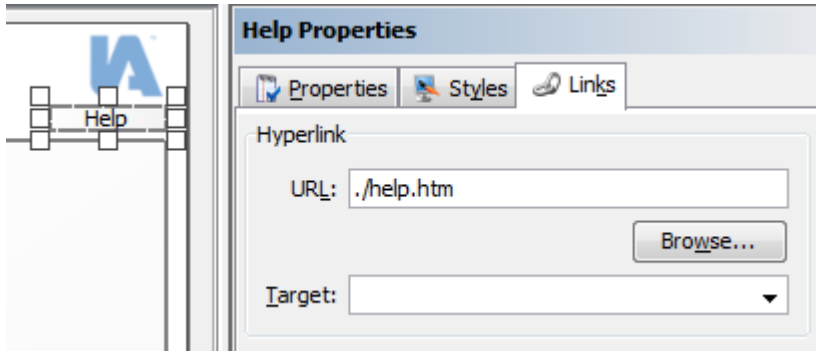 Help Properties
Properties Styles Links
Help
Hyperlink
URL: ./help.htm
Browse...
Target: